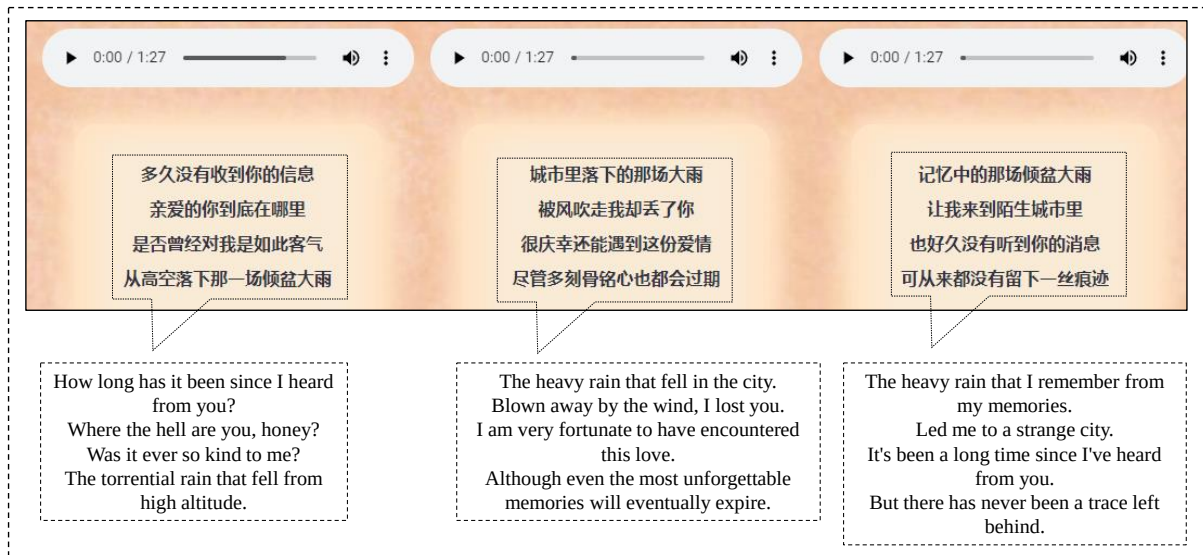 0:00 / 1:27
0:00 / 1:27
0:00 / 1:27
多久没有收到你的信息
亲爱的你到底在哪里
是否曾经对我是如此客气
从高空落下那一场倾盆大雨
城市里落下的那场大雨
被风吹走我却丢了你
很庆幸还能遇到这份爱情
尽管多刻骨铭心也都会过期
记忆中的那场倾盆大雨
让我来到陌生城市里
也好久没有听到你的消息
可从来都没有留下一丝痕迹
How long has it been since I heard
from you?
Where the hell are you, honey?
Was it ever so kind to me?
The torrential rain that fell from
high altitude.
The heavy rain that fell in the city.
Blown away by the wind, I lost you.
I am very fortunate to have encountered
this love.
Although even the most unforgettable
memories will eventually expire.
The heavy rain that I remember from
my memories.
Led me to a strange city.
It's been a long time since I've heard
from you.
But there has never been a trace left
behind.